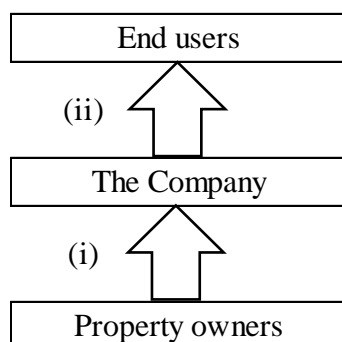 End users
(ii)
The Company
(i)
Property owners